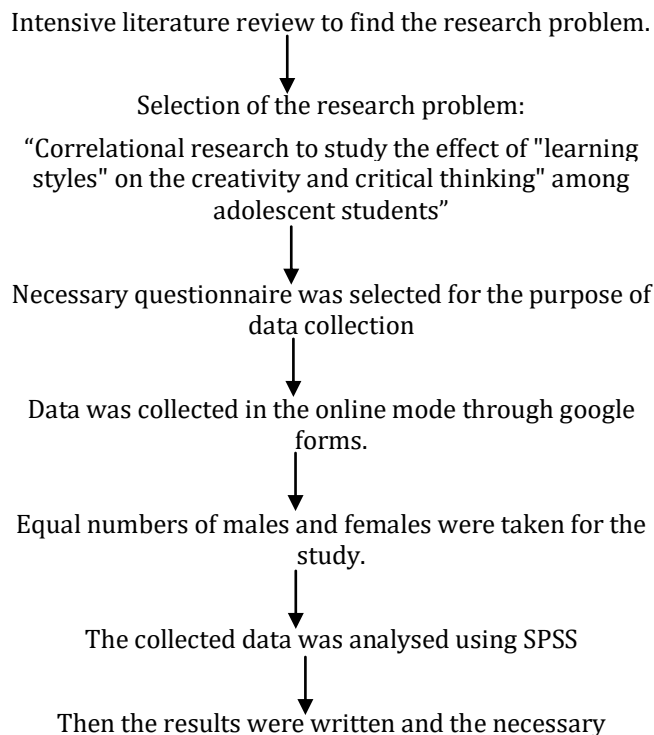 Intensive literature review to find the research problem.
Selection of the research problem:
“Correlational research to study the effect of "learning
styles" on the creativity and critical thinking" among
adolescent students”
Necessary questionnaire was selected for the purpose of
data collection
Data was collected in the online mode through google
forms.
Equal numbers of males and females were taken for the
study.
The collected data was analysed using SPSS
Then the results were written and the necessary